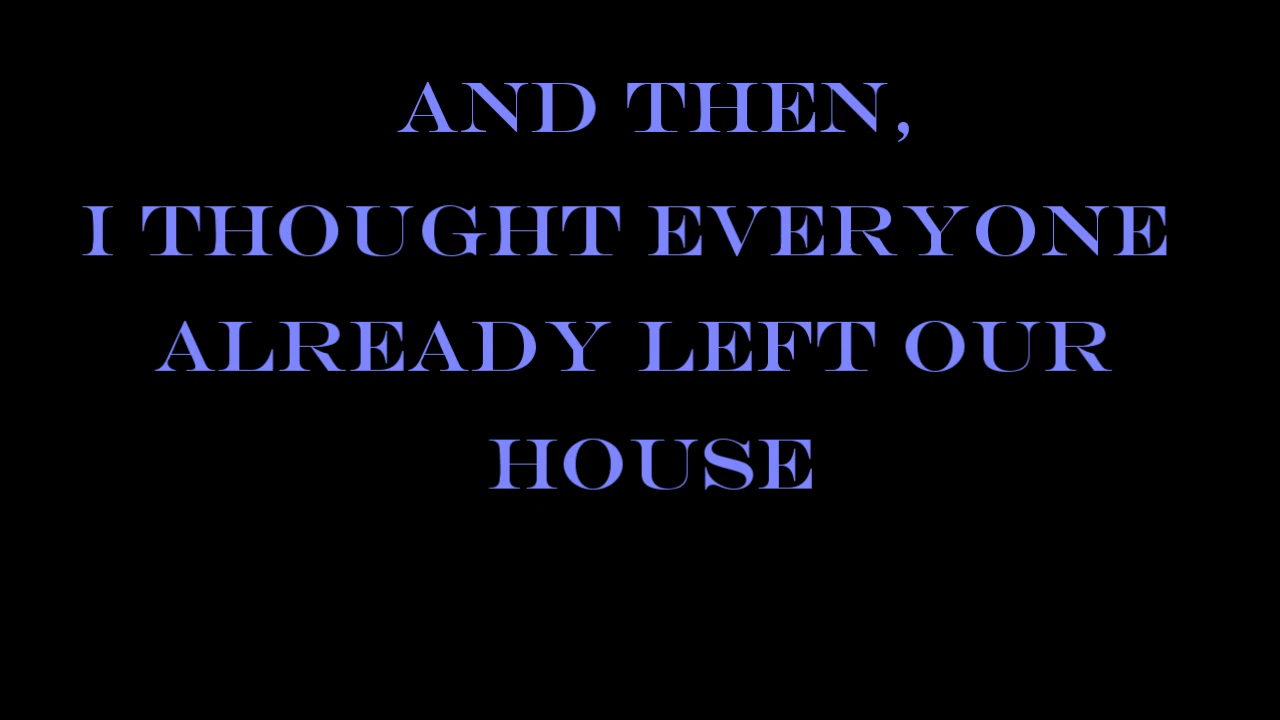 AND THEN,
I THOUGHT EVERYONE
ALREADY LEFT OUR
HOUSE